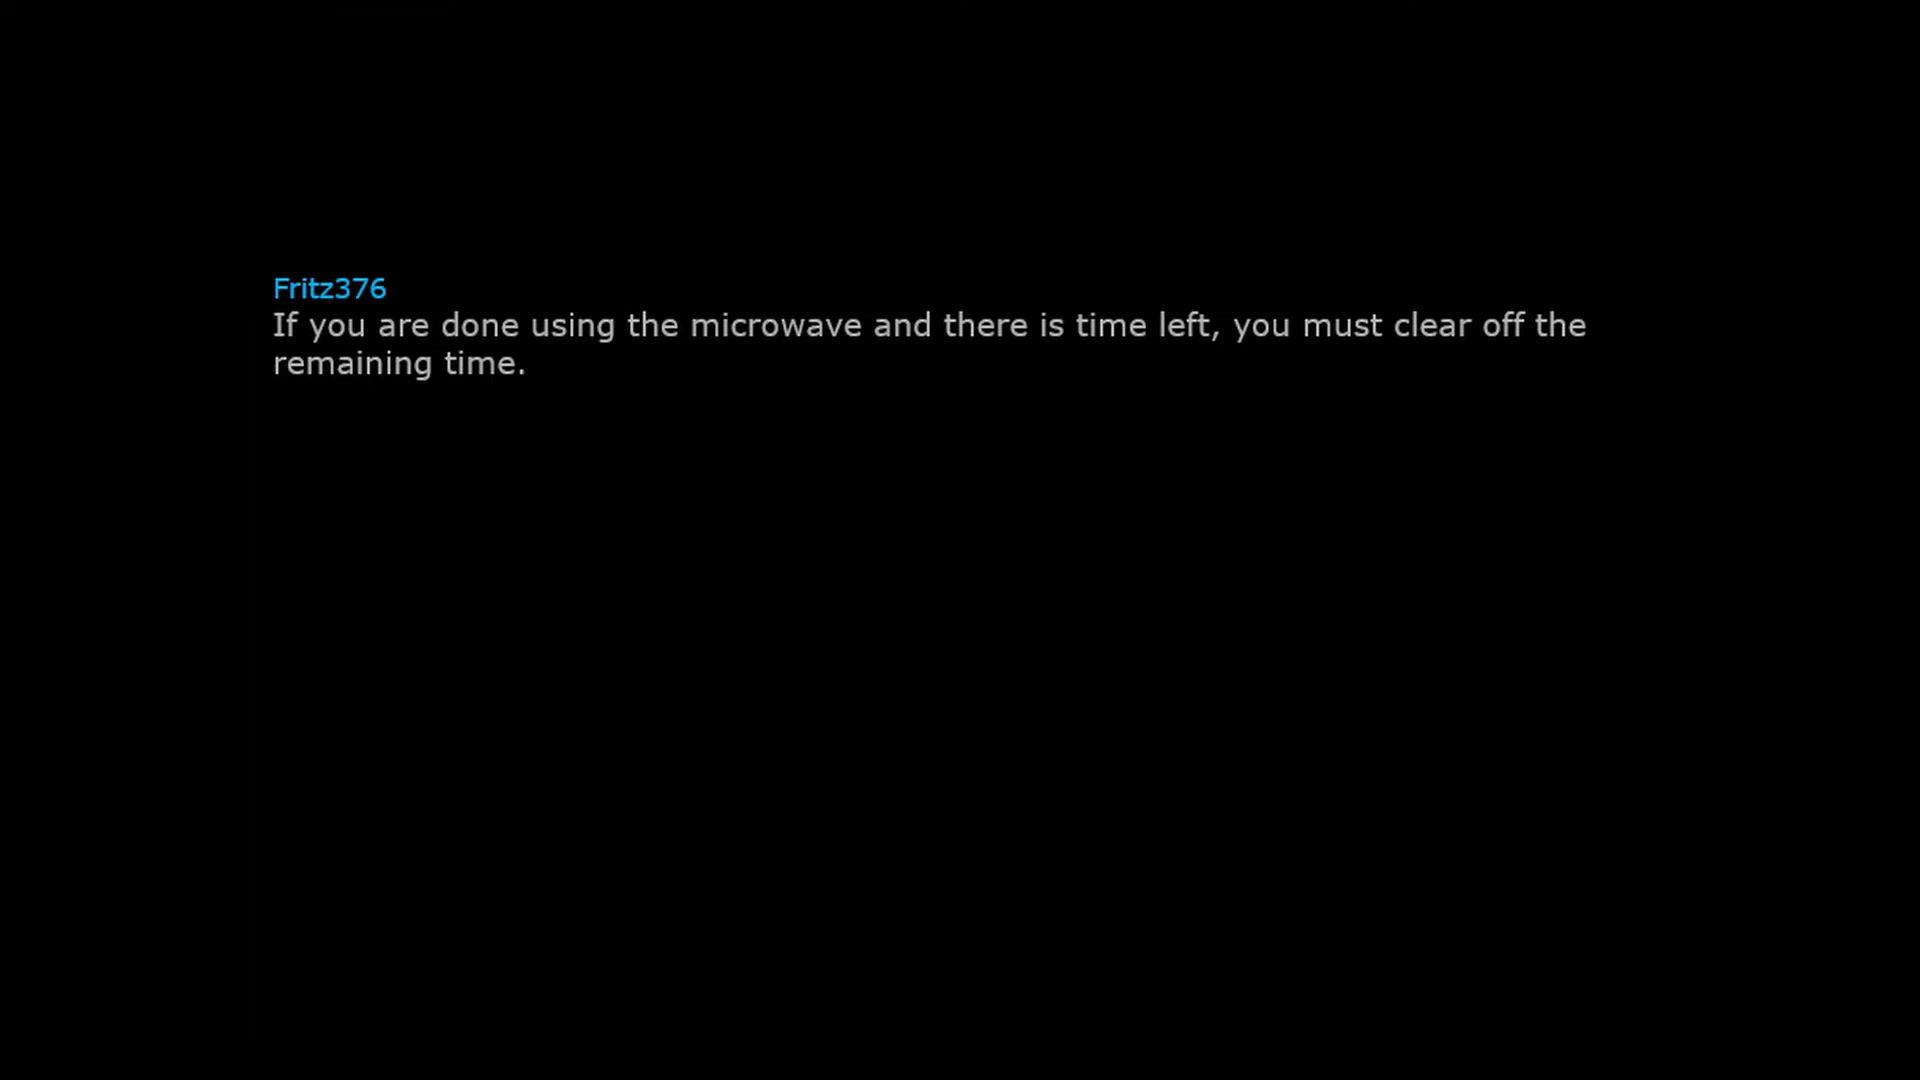 Fritz376
If you are done using the microwave and there is time left, you must clear off the
remaining time.